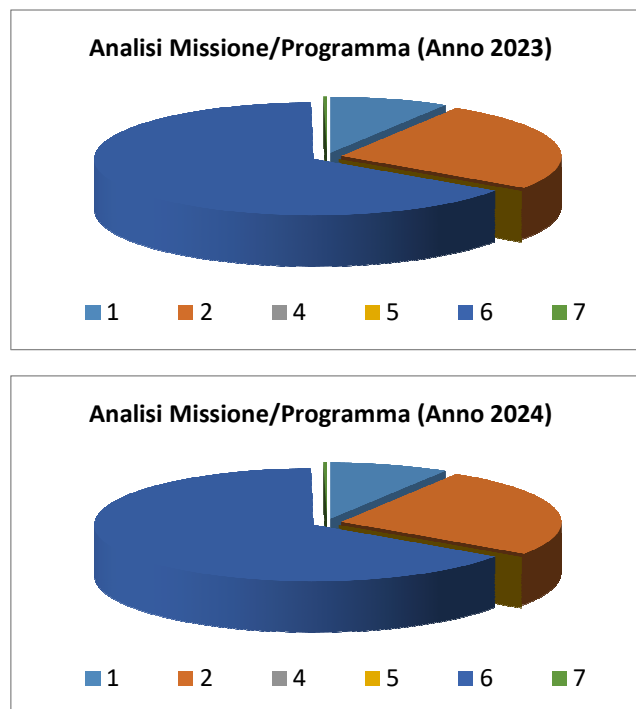 Analisi Missione/Programma (Anno 2023)
1 2 4 5 6 7
Analisi Missione/Programma (Anno 2024)
1 2 4 5 6 7